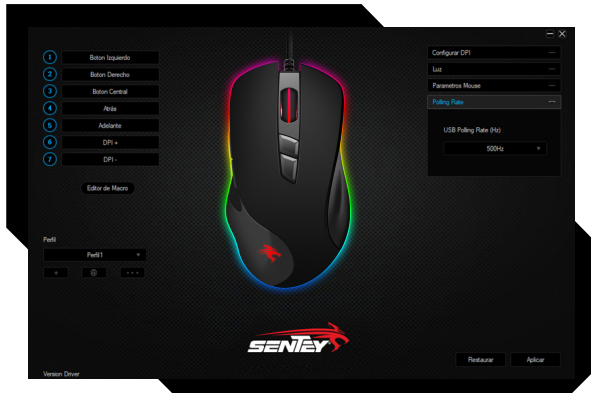 1 Boton Izquierdo
2 Boton Derecho
3 Boton Central
4 Atrás
5 Adelante
6 DPI +
7 DPI -
Editor de Macro
Perfil
Perfil1
Configurar DPI
Luz
Parametros Mouse
Polling Rate
USB Polling Rate (Hz)
500Hz
SENTEY
Restaurar Aplicar
Version Driver